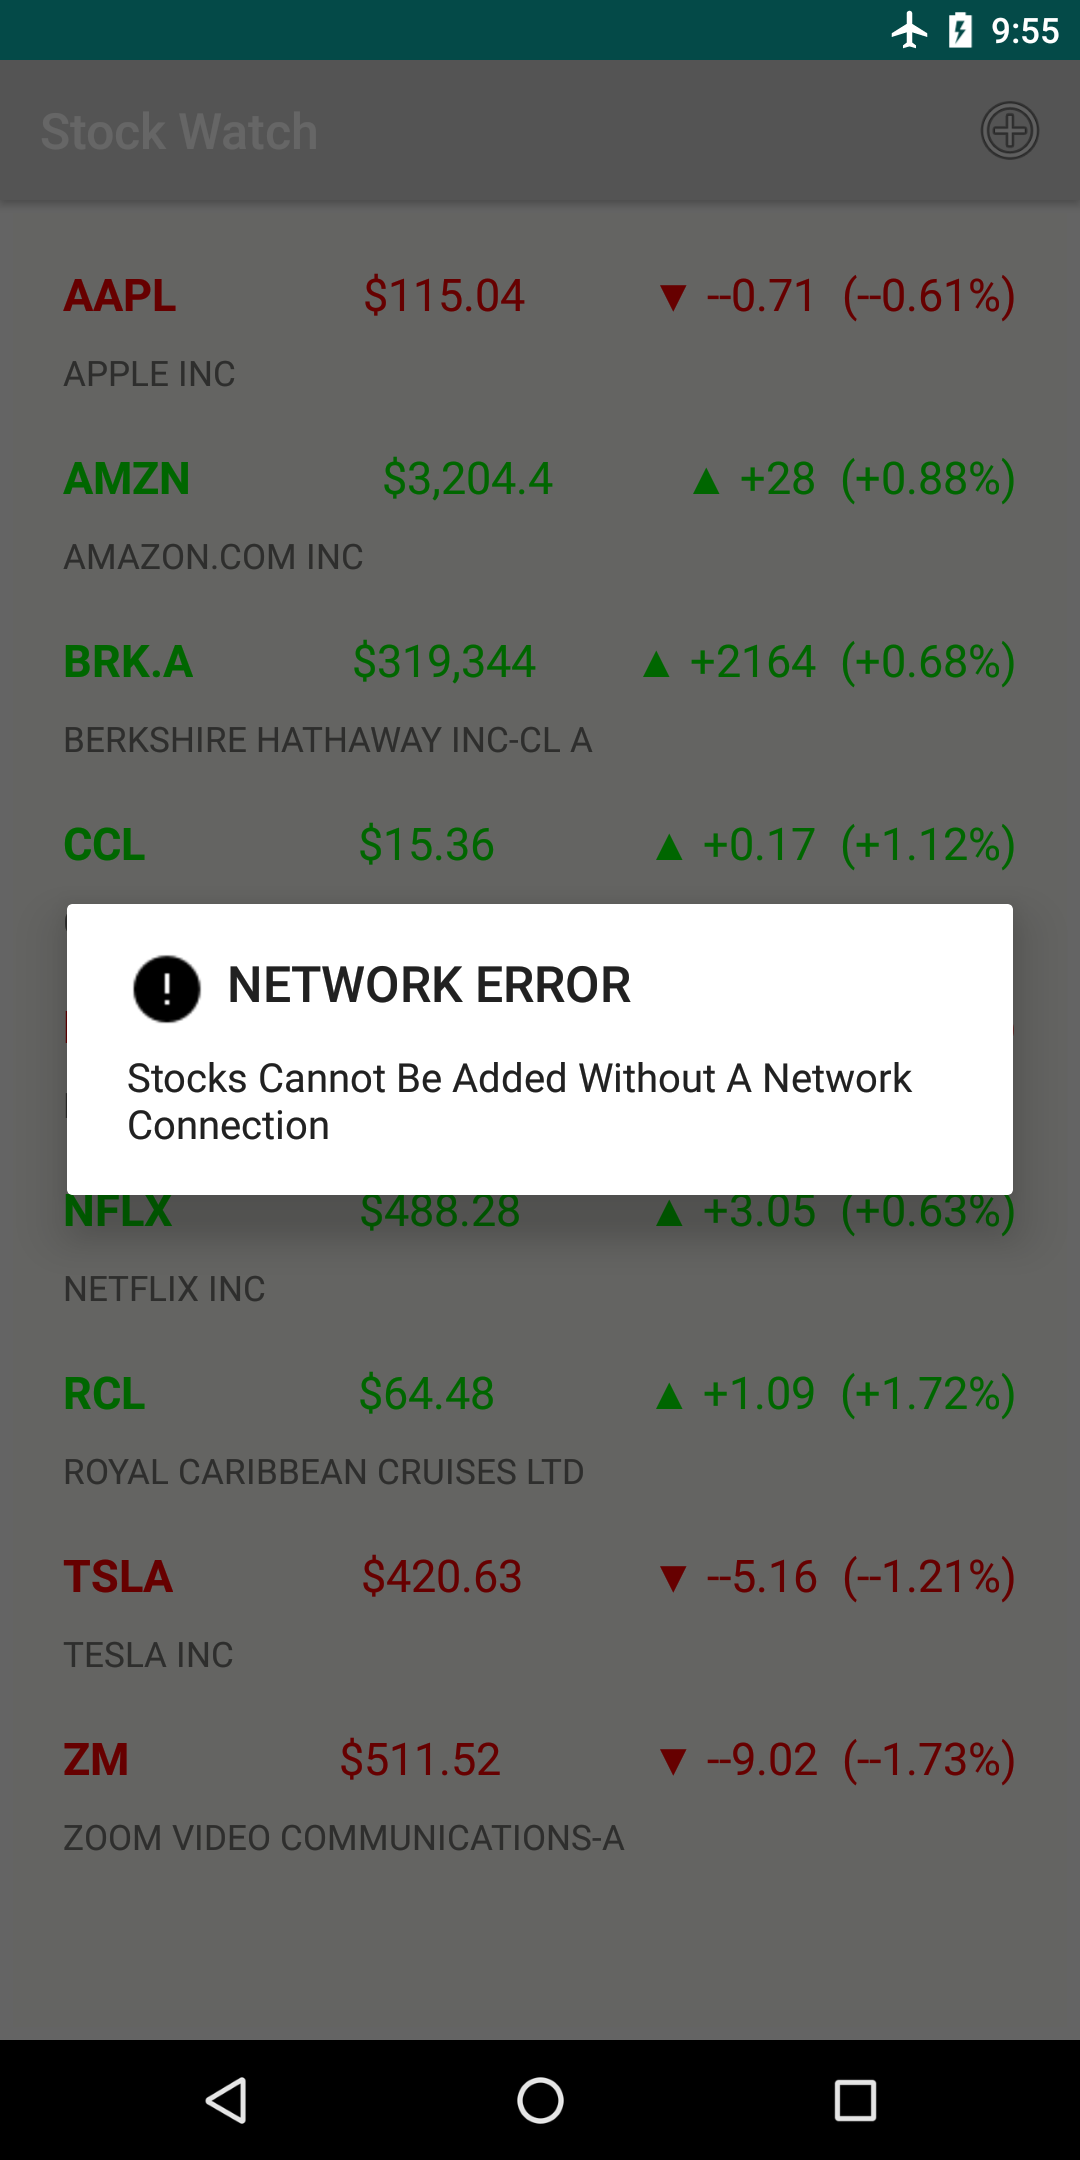 9:55
Stock Watch
AAPL $115.04 ▼ --0.71 (--0.61%)
APPLE INC
AMZN $3,204.4 ▲ +28 (+0.88%)
AMAZON.COM INC
BRK.A $319,344 ▲ +2164 (+0.68%)
BERKSHIRE HATHAWAY INC-CL A
CCL $15.36 ▲ +0.17 (+1.12%)
NETWORK ERROR
Stocks Cannot Be Added Without A Network
Connection
NFLX $488.28 ▲ +3.05 (+0.63%)
NETFLIX INC
RCL $64.48 ▲ +1.09 (+1.72%)
ROYAL CARIBBEAN CRUISES LTD
TSLA $420.63 ▼ --5.16 (--1.21%)
TESLA INC
ZM $511.52 ▼ --9.02 (--1.73%)
ZOOM VIDEO COMMUNICATIONS-A